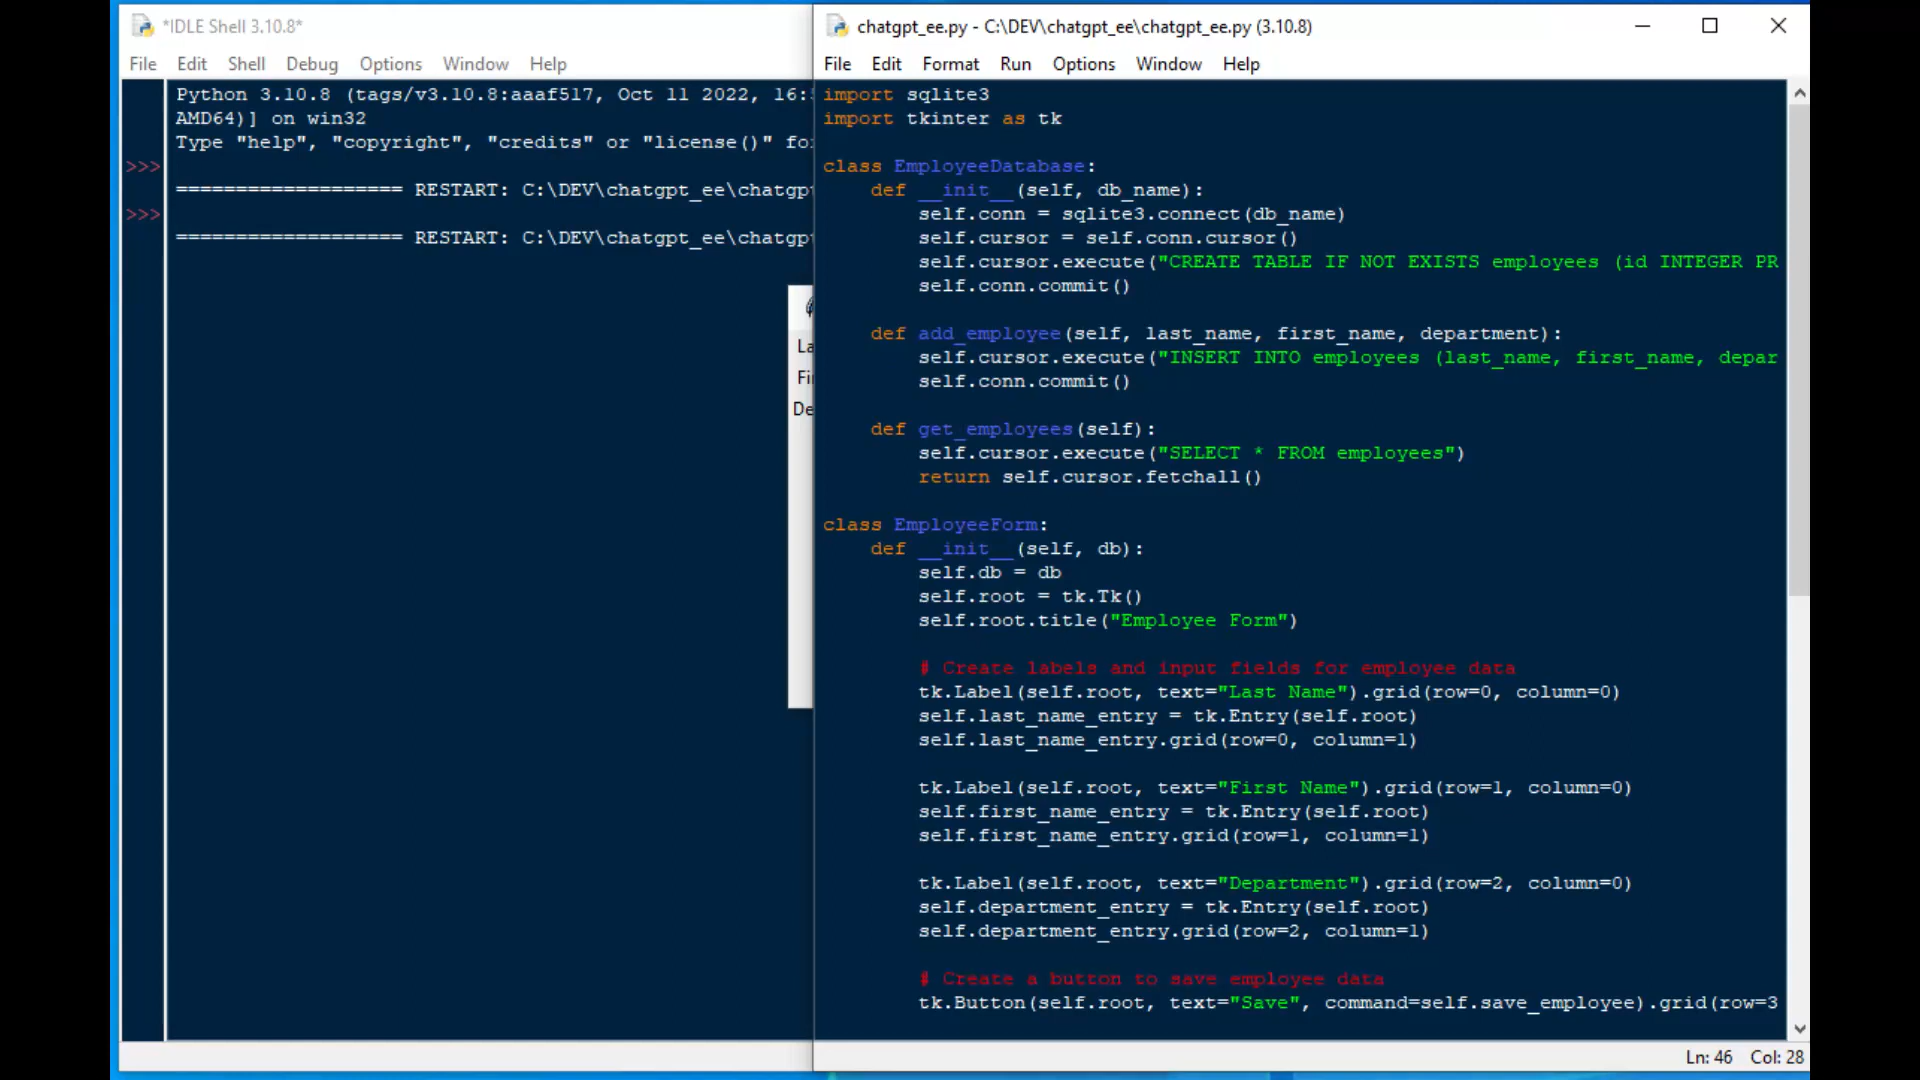 *IDLE Shell 3.10.8*
File Edit Shell Debug Options Window Help
Python 3.10.8 (tags/v3.10.8:aaaf517, Oct 11 2022, 16:
AMD64)] on win32
Type "help", "copyright", "credits" or "license()" fo
>>>
=================== RESTART: C:\DEV\chatgpt_ee\chatgpt
>>>
=================== RESTART: C:\DEV\chatgpt_ee\chatgpt
La
Fi
De
chatgpt_ee.py - C:\DEV\chatgpt_ee\chatgpt_ee.py (3.10.8)
File Edit Format Run Options Window Help
import sqlite3
import tkinter as tk
class EmployeeDatabase:
    def __init__(self, db_name):
        self.conn = sqlite3.connect(db_name)
        self.cursor = self.conn.cursor()
        self.cursor.execute("CREATE TABLE IF NOT EXISTS employees (id INTEGER PR
        self.conn.commit()
    def add_employee(self, last_name, first_name, department):
        self.cursor.execute("INSERT INTO employees (last_name, first_name, depar
        self.conn.commit()
    def get_employees(self):
        self.cursor.execute("SELECT * FROM employees")
        return self.cursor.fetchall()
class EmployeeForm:
    def __init__(self, db):
        self.db = db
        self.root = tk.Tk()
        self.root.title("Employee Form")
        # Create labels and input fields for employee data
        tk.Label(self.root, text="Last Name").grid(row=0, column=0)
        self.last_name_entry = tk.Entry(self.root)
        self.last_name_entry.grid(row=0, column=1)
        tk.Label(self.root, text="First Name").grid(row=1, column=0)
        self.first_name_entry = tk.Entry(self.root)
        self.first_name_entry.grid(row=1, column=1)
        tk.Label(self.root, text="Department").grid(row=2, column=0)
        self.department_entry = tk.Entry(self.root)
        self.department_entry.grid(row=2, column=1)
        # Create a button to save employee data
        tk.Button(self.root, text="Save", command=self.save_employee).grid(row=3
Ln: 46 Col: 28